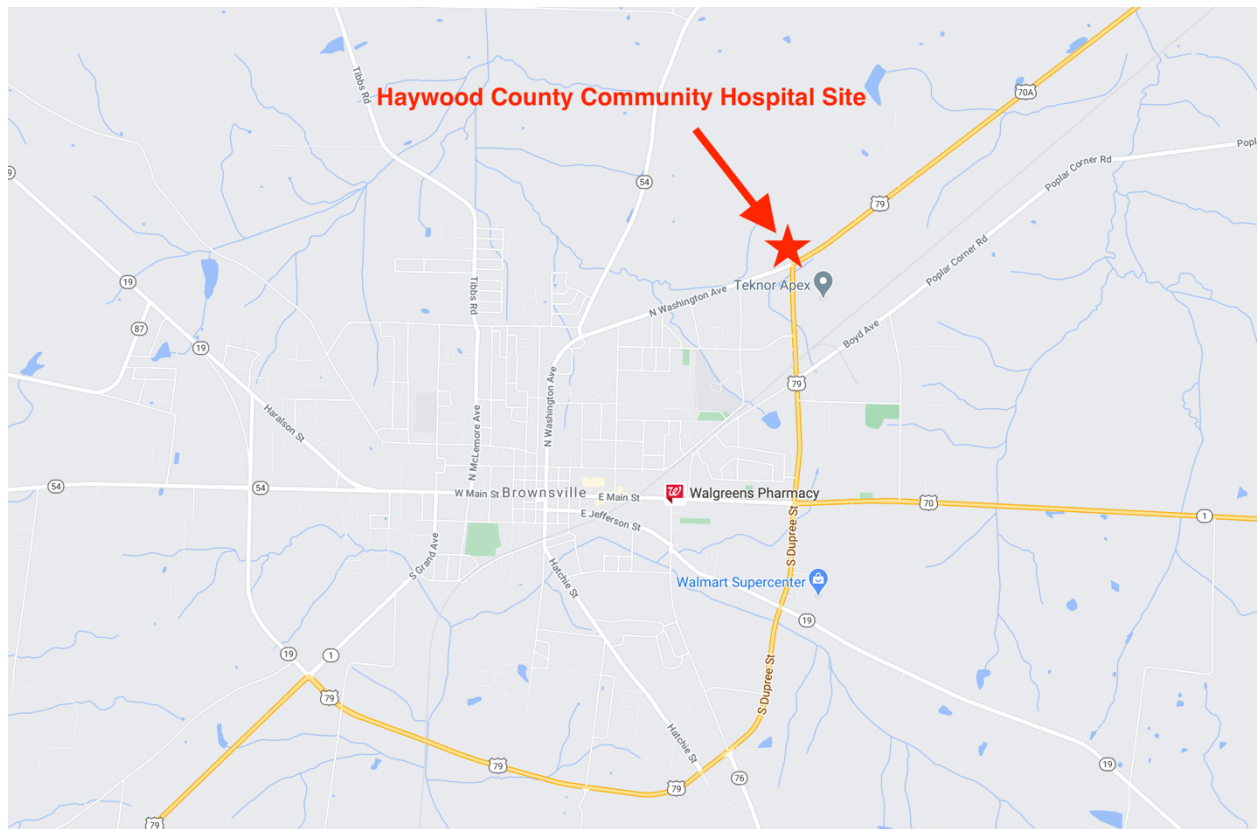 Haywood County Community Hospital Site
70A
Tibbs Rd
Poplar Corner Rd
Popla
54
79
9
Poplar Corner Rd
19
Teknor Apex
N Washington Ave
Tibbs Rd
87
19
Boyd Ave
79
N Washington Ave
Haralson St
N McLemore Ave
54
54
W Main St
Brownsville
E Main St
Walgreens Pharmacy
70
1
E Jefferson St
S Dupree St
S Grand Ave
Hatchie St
Walmart Supercenter
19
19
1
79
S Dupree St
Hatchie St
79
79
76
19
79